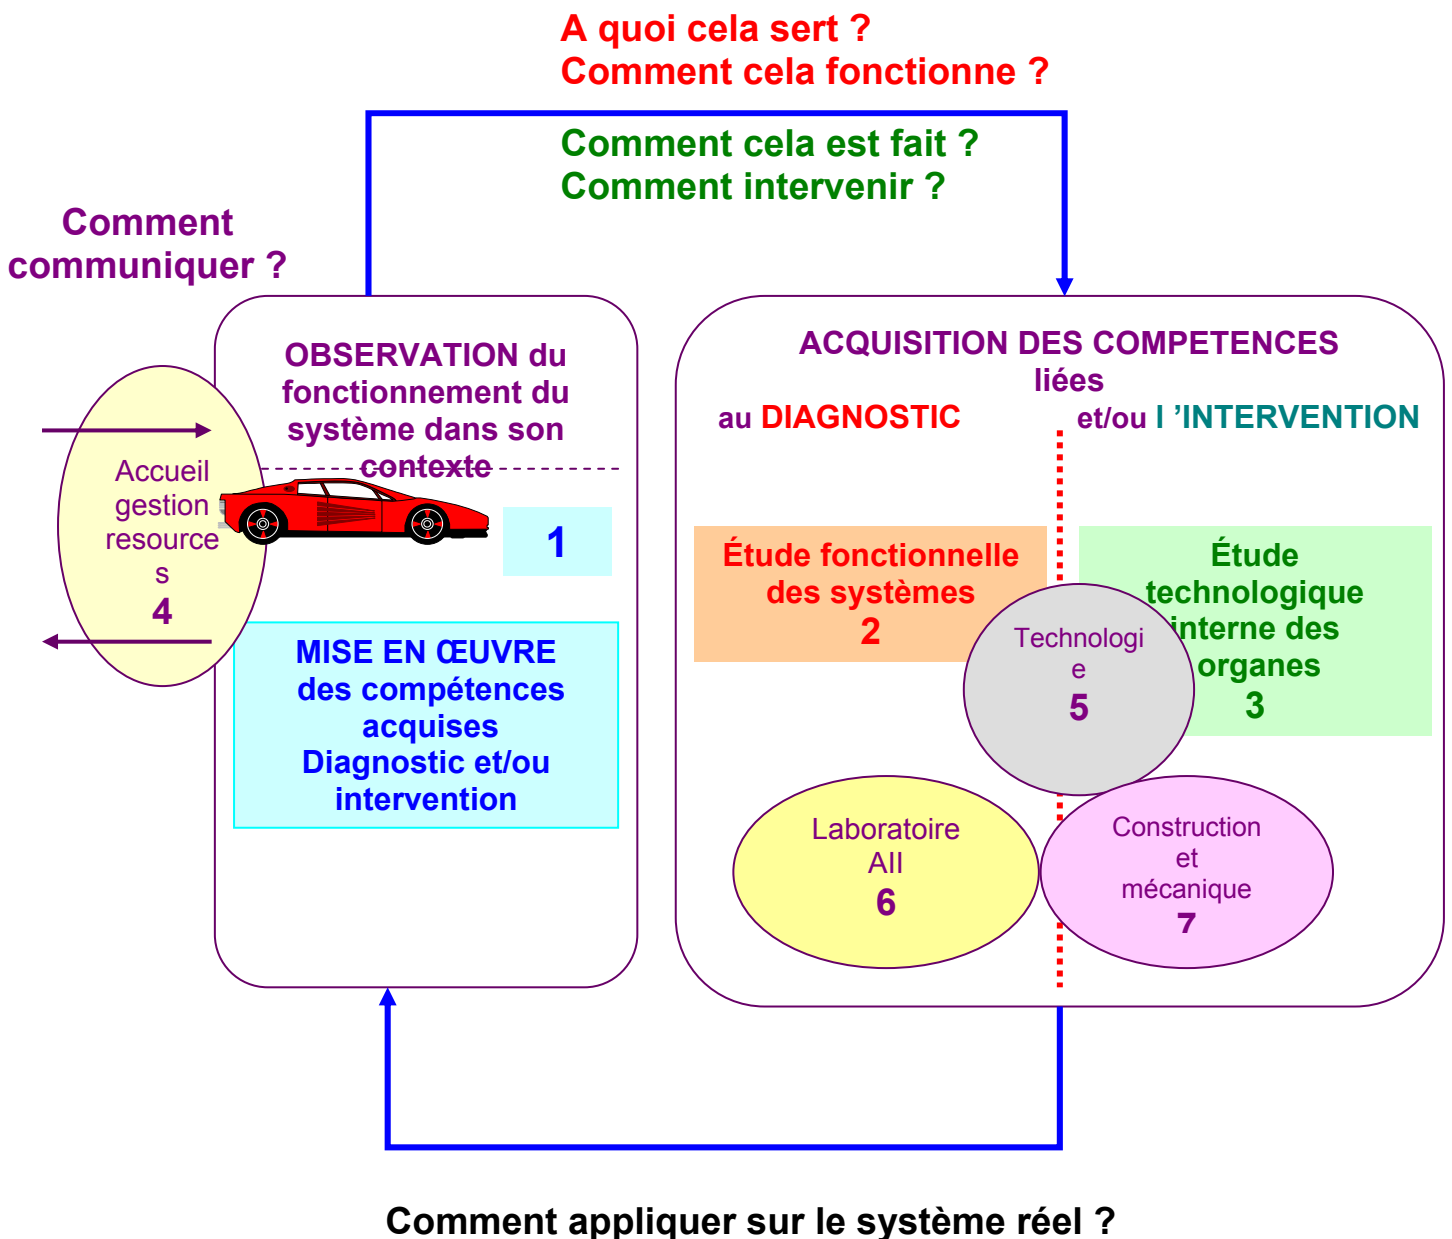 A quoi cela sert ?
Comment cela fonctionne ?
Comment cela est fait ?
Comment intervenir ?
Comment
communiquer ?
OBSERVATION du
fonctionnement du
système dans son
contexte
Accueil
gestion
resource
s
4
1
MISE EN ŒUVRE
des compétences
acquises
Diagnostic et/ou
intervention
ACQUISITION DES COMPETENCES
liées
au DIAGNOSTIC
et/ou l ’INTERVENTION
Étude fonctionnelle
des systèmes
2
Étude
technologique
interne des
organes
3
Technologi
e
5
Laboratoire
AII
6
Construction
et
mécanique
7
Comment appliquer sur le système réel ?